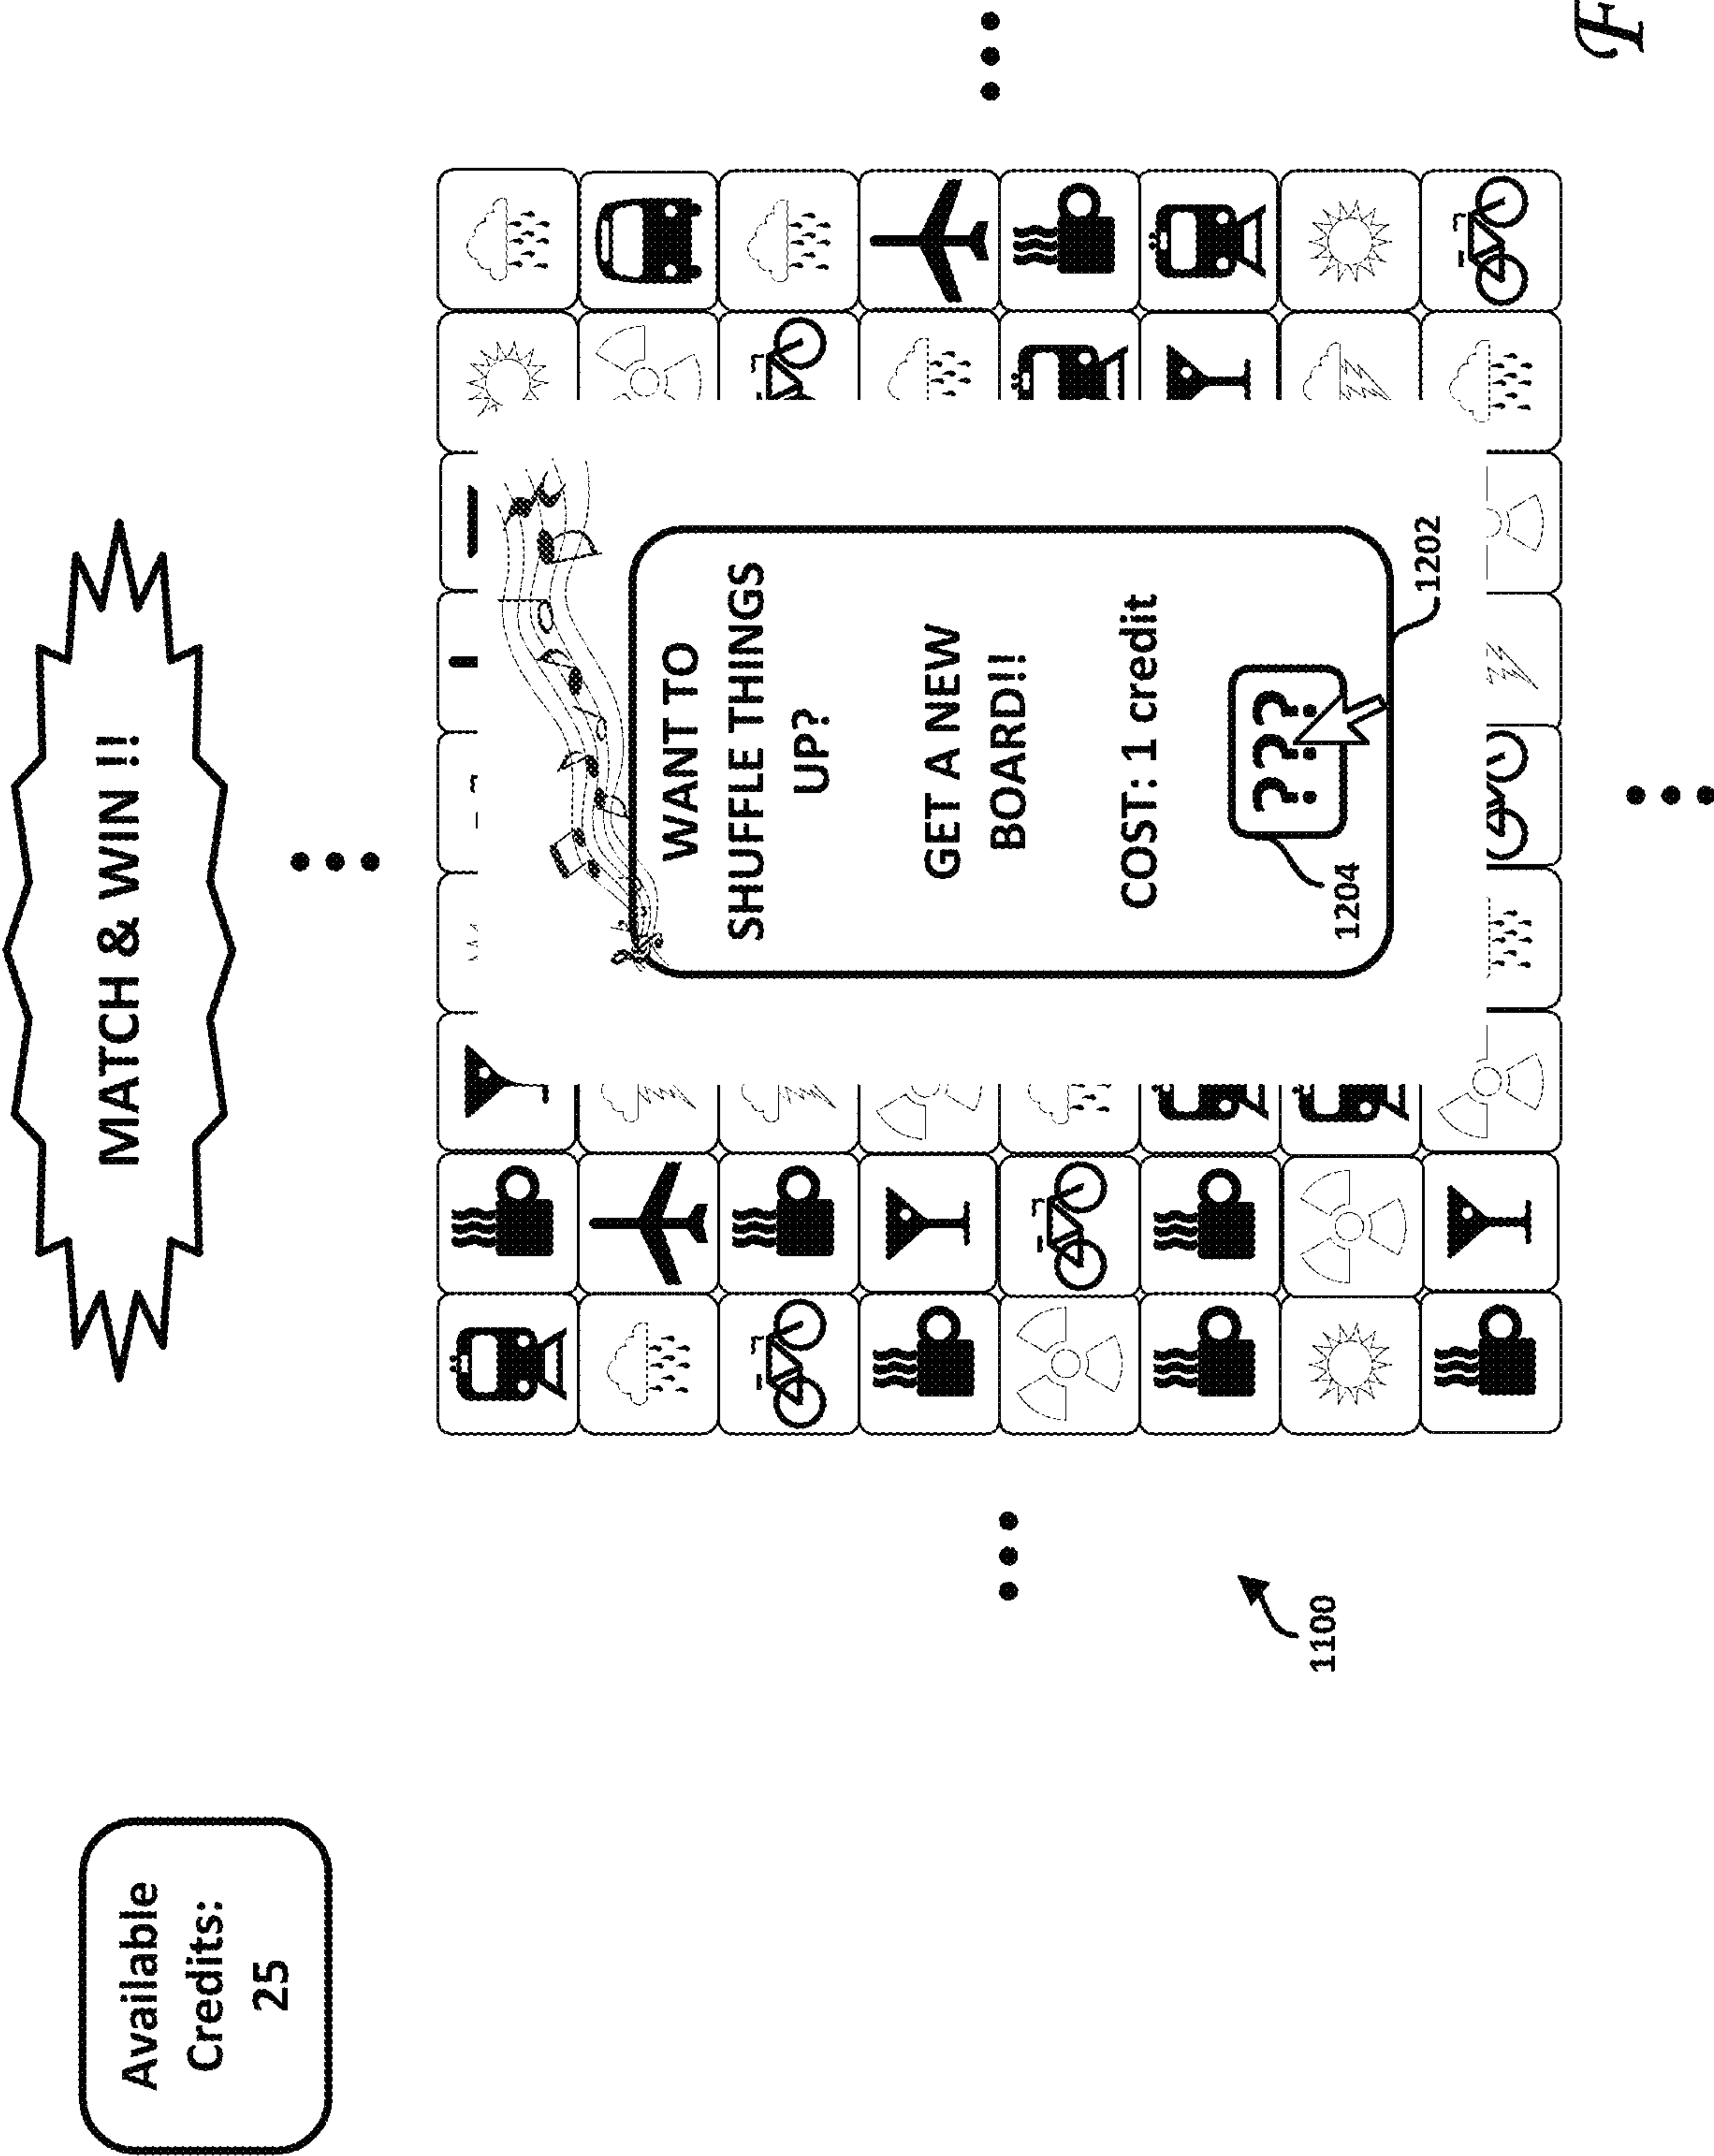 MATCH & WIN !!
Available
Credits:
25
WANT TO
SHUFFLE THINGS
UP?
GET A NEW
BOARD!!
COST: 1 credit
???
1204
1202
1100
F